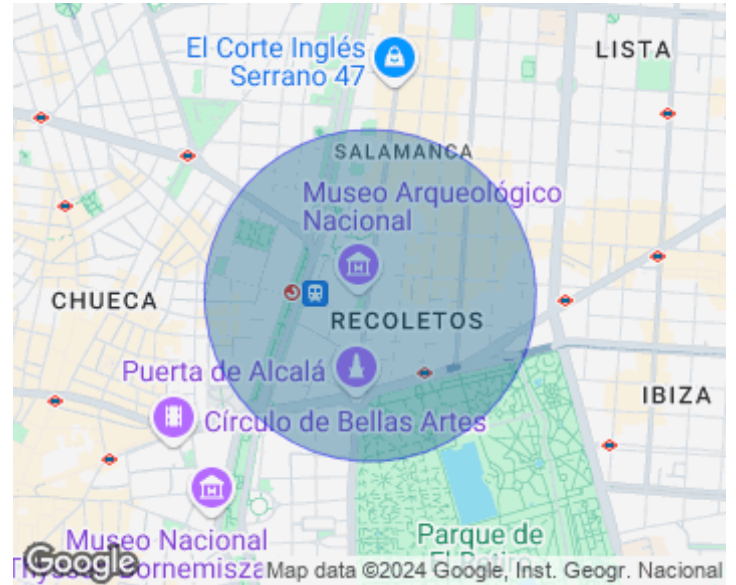 El Corte Inglés
Serrano 47
LISTA
SALAMANCA
Museo Arqueológico
Nacional
CHUECA
RECOLETOS
Puerta de Alcalá
IBIZA
Círculo de Bellas Artes
Museo Nacional
Parque de
El
Google
Map data ©2024 Google, Inst. Geogr. Nacional